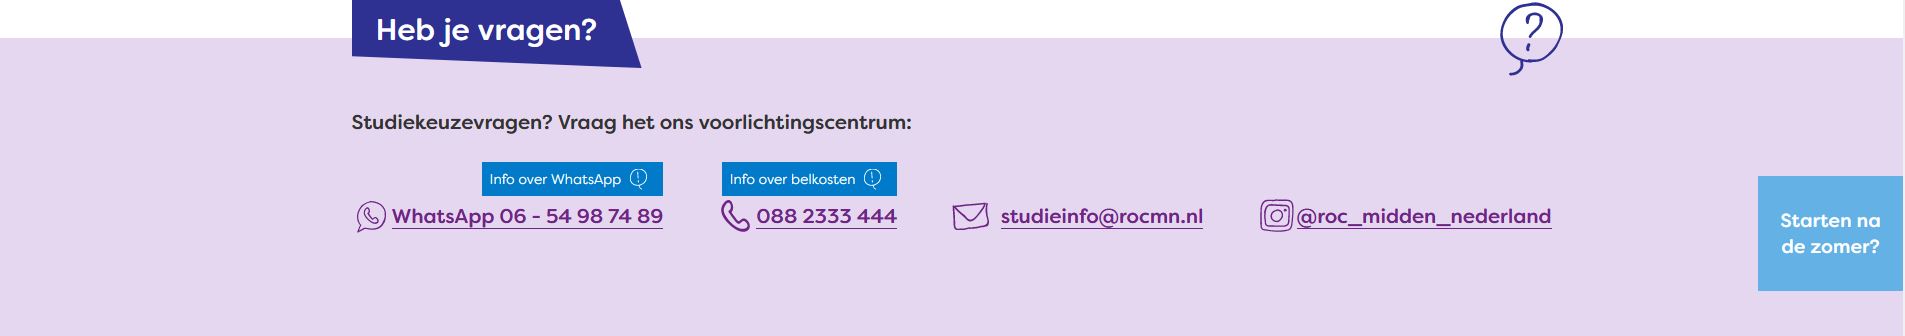 Heb je vragen?
Studiekeuzevragen? Vraag het ons voorlichtingscentrum:
Info over WhatsApp
Info over belkosten
WhatsApp 06 - 54 98 74 89
088 2333 444
studieinfo@rocmn.nl
@roc_midden_nederland
Starten na
de zomer?